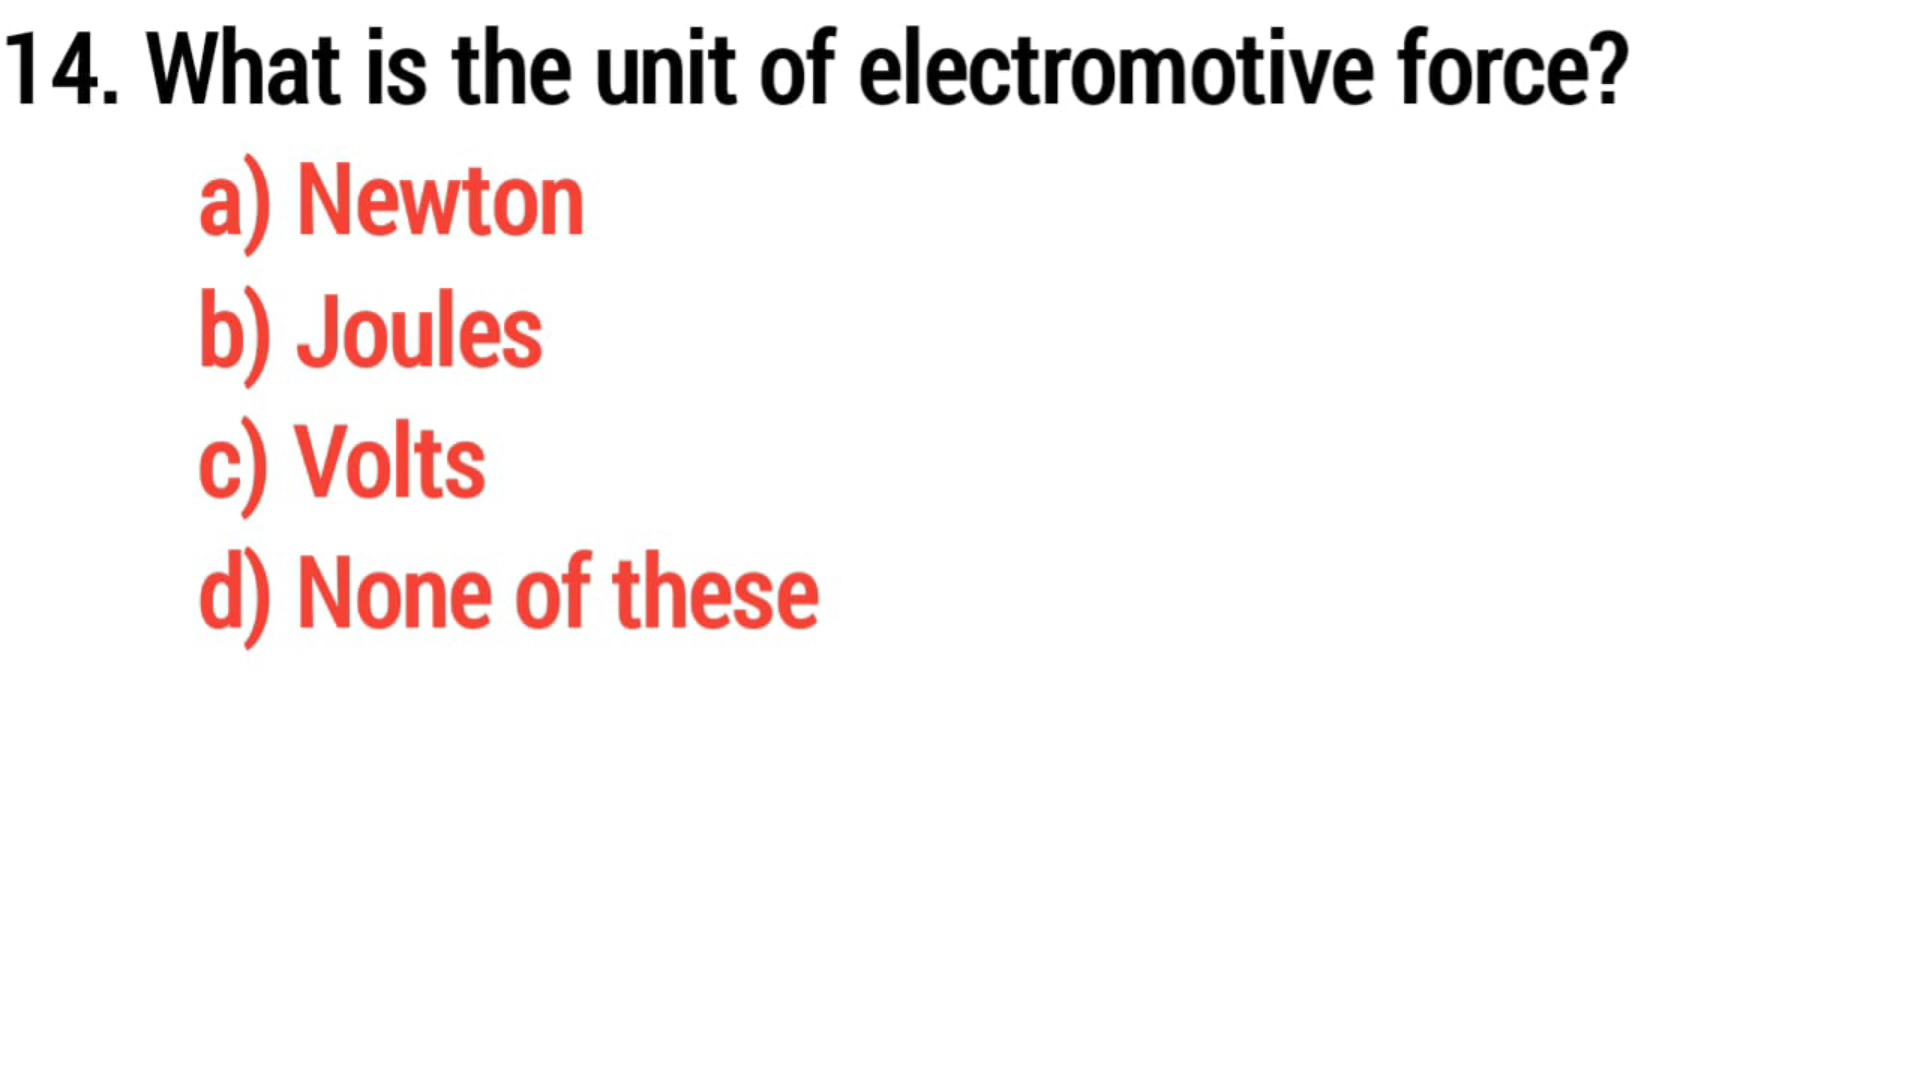 14. What is the unit of electromotive force?
a) Newton
b) Joules
c) Volts
d) None of these